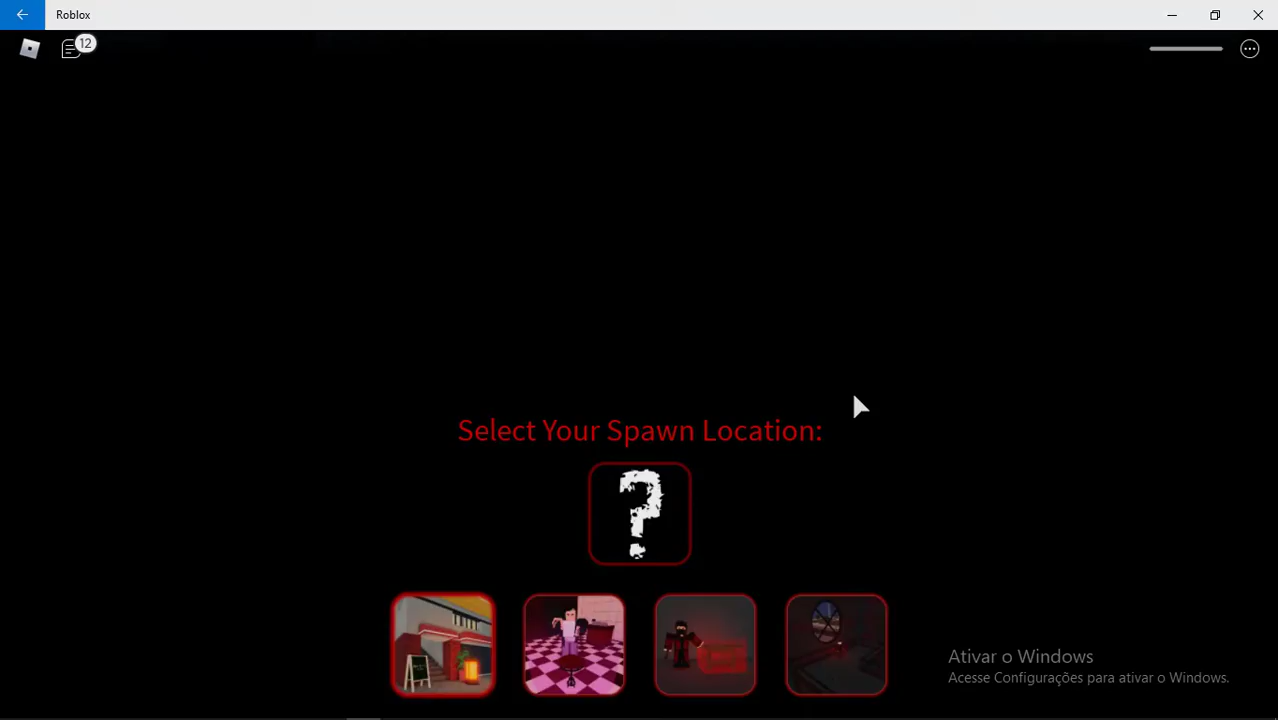 Roblox
12
Select Your Spawn Location:
?
Ativar o Windows
Acesse Configurações para ativar o Windows.